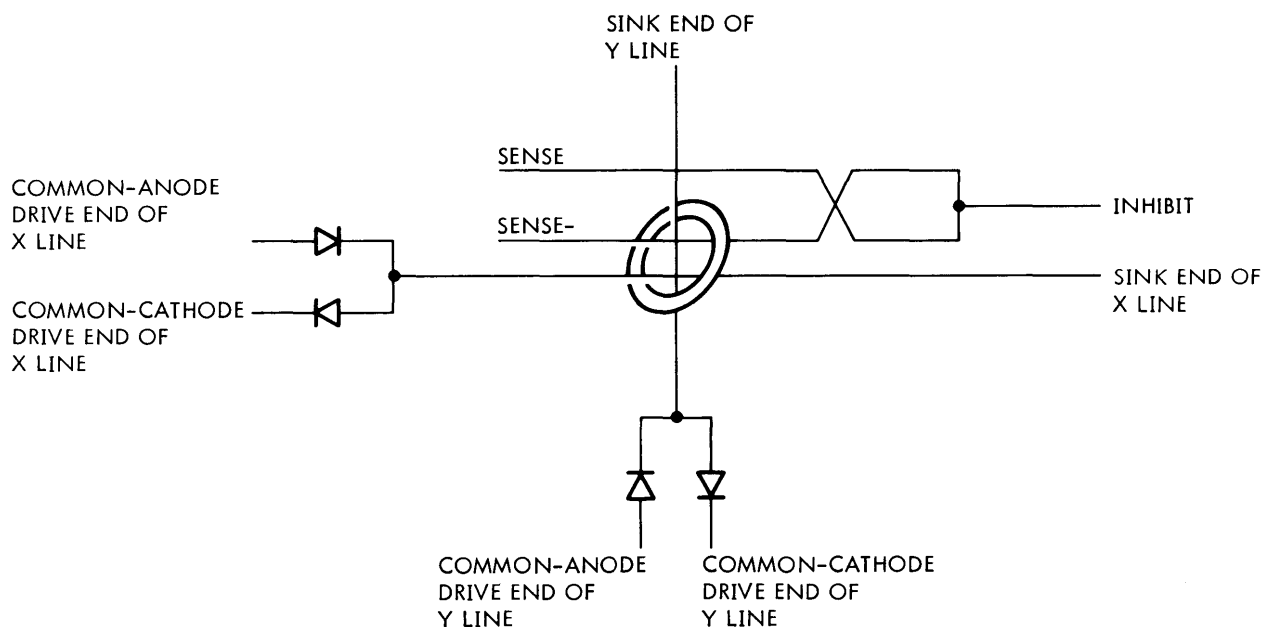 SINK END OF
Y LINE
SENSE
COMMON-ANODE
DRIVE END OF
X LINE
INHIBIT
SENSE-
SINK END OF
X LINE
COMMON-CATHODE
DRIVE END OF
X LINE
COMMON-ANODE
DRIVE END OF
Y LINE
COMMON-CATHODE
DRIVE END OF
Y LINE